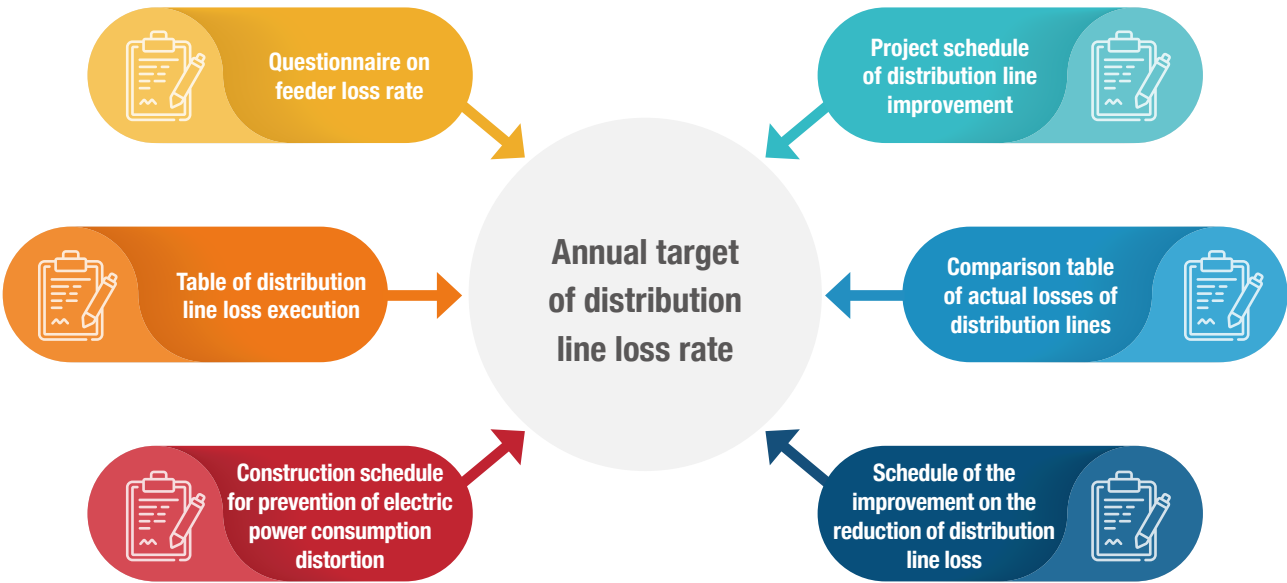 Questionnaire on
feeder loss rate
Project schedule
of distribution line
improvement
Table of distribution
line loss execution
Annual target
of distribution
line loss rate
Comparison table
of actual losses of
distribution lines
Construction schedule
for prevention of electric
power consumption
distortion
Schedule of the
improvement on the
reduction of distribution
line loss